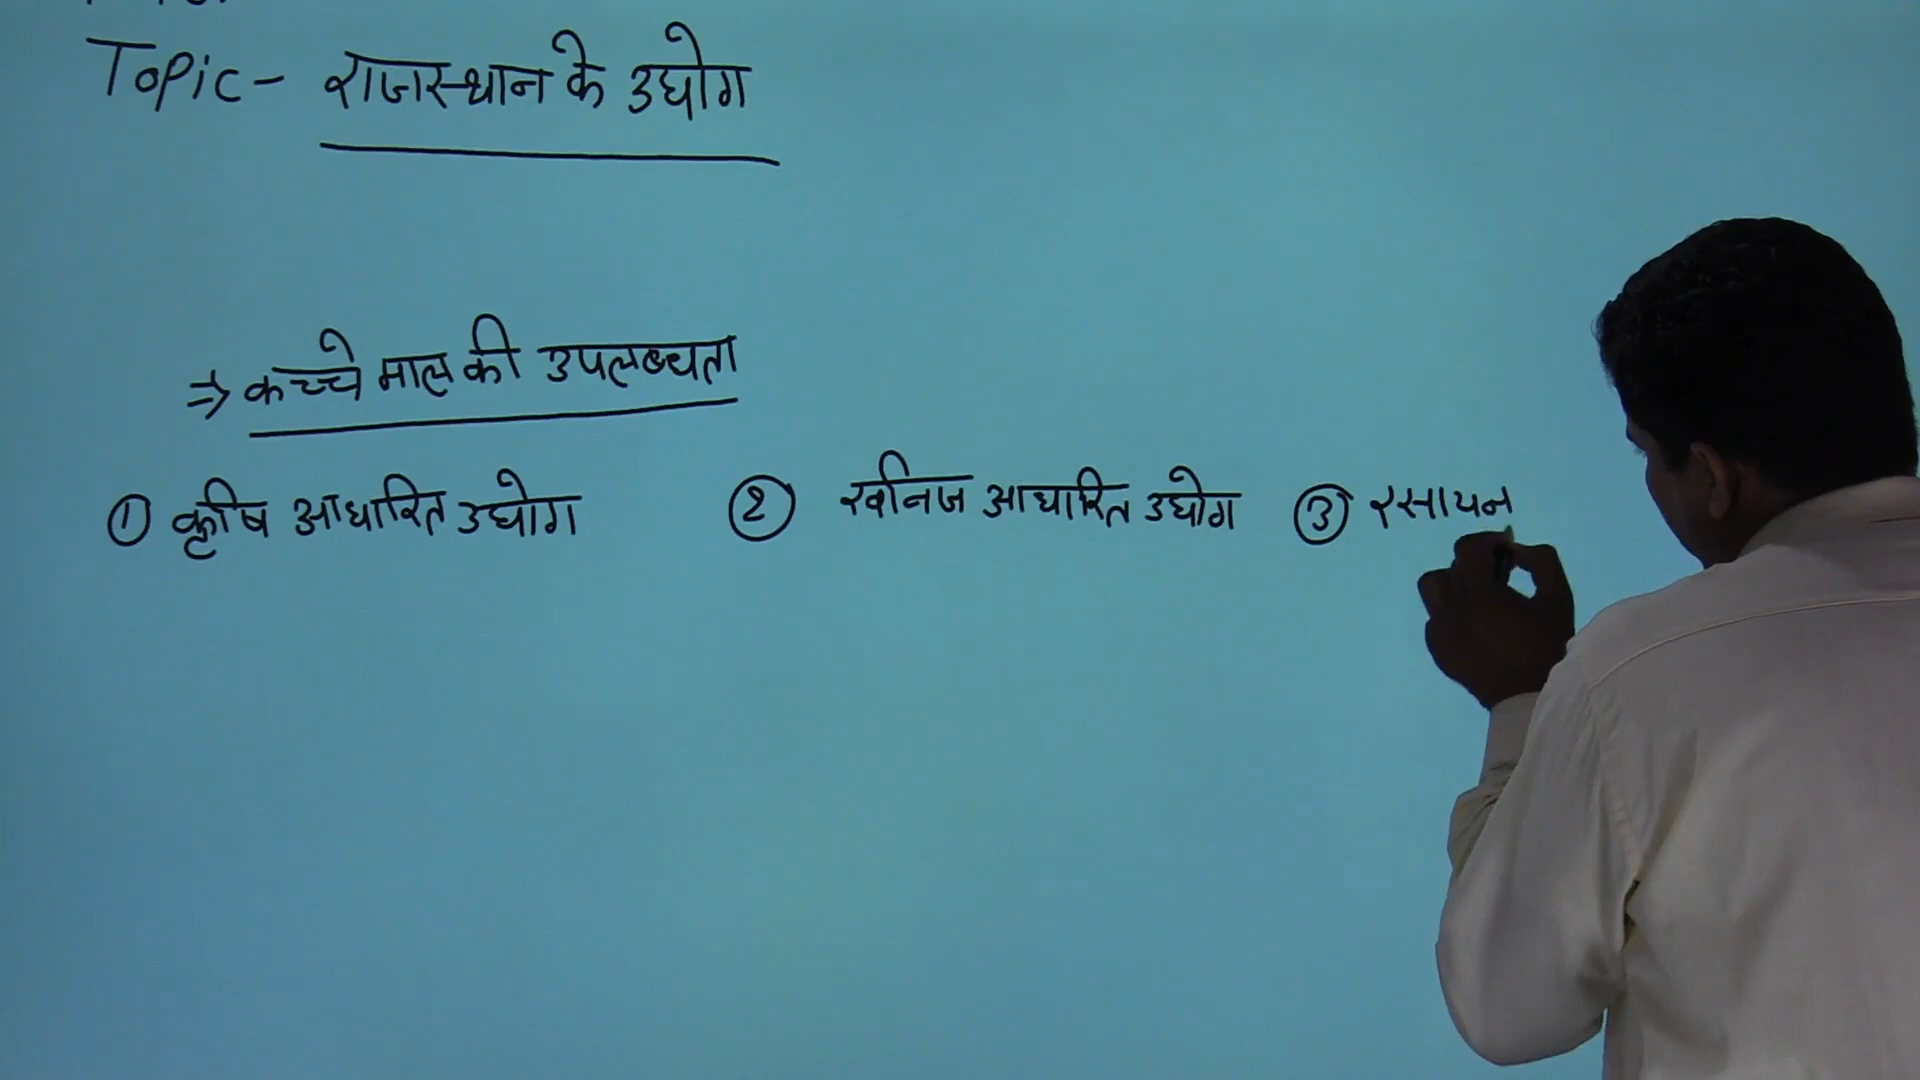 Topic- राजस्थान के उद्योग
⇒ कच्चे माल की उपलब्धता
① कृषि आधारित उद्योग ② खनिज आधारित उद्योग ③ रसायन